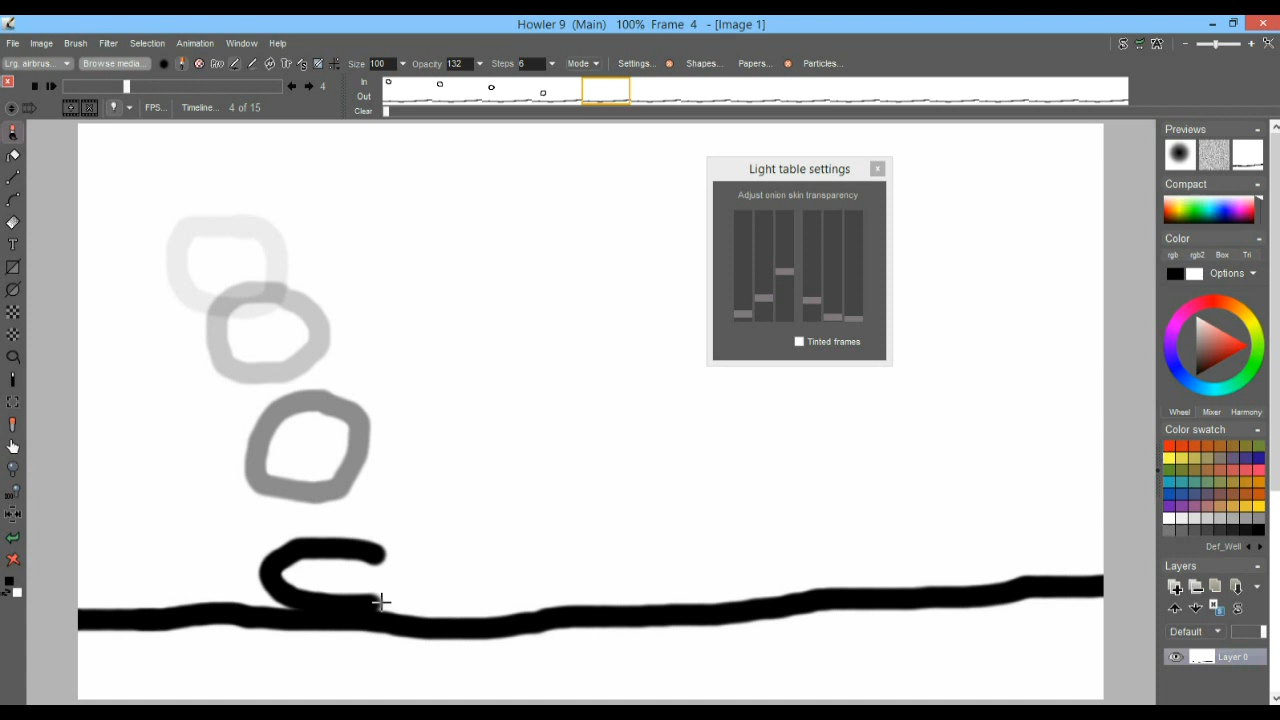 Howler 9 (Main) 100% Frame 4 - [Image 1]
File Image Brush Filter Selection Animation Window Help
Lrg. airbrus... Browse media... Size 100 Opacity 132 Steps 6 Mode Settings... Shapes... Papers... Particles...
In
4
Out
FPS... Timeline... 4 of 15
Clear
Previews
Light table settings
Compact
Adjust onion skin transparency
Color
rgb rgb2 Box Tri
Options
Tinted frames
Wheel Mixer Harmony
Color swatch
Def_Well
Layers
Default
Layer 0